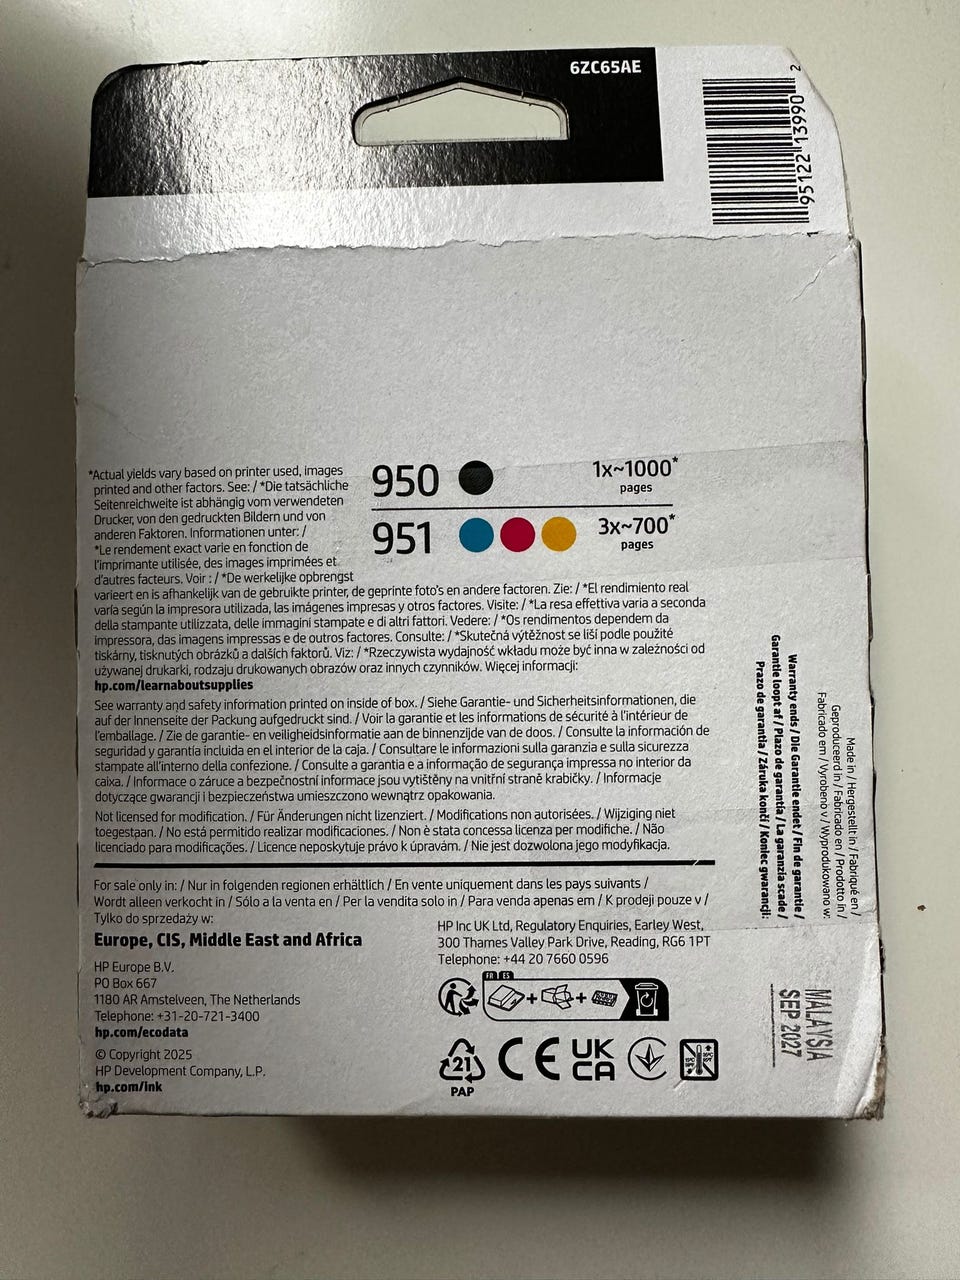 6ZC65AE
1 95122 13990 2
*Actual yields vary based on printer used, images
printed and other factors. See: / *Die tatsächliche
Seitenreichweite ist abhängig vom verwendeten
Drucker, von den gedruckten Bildern und von
anderen Faktoren. Informationen unter: /
*Le rendement exact varie en fonction de
l'imprimante utilisée, des images imprimées et
d'autres facteurs. Voir : / *De werkelijke opbrengst
varieert en is afhankelijk van de gebruikte printer, de geprinte foto's en andere factoren. Zie: / *El rendimiento real
varía según la impresora utilizada, las imágenes impresas y otros factores. Visite: / *La resa effettiva varia a seconda
della stampante utilizzata, delle immagini stampate e di altri fattori. Vedere: / *Os rendimentos dependem da
impressora, das imagens impressas e de outros factores. Consulte: / *Skutečná výtěžnost se liší podle použité
tiskárny, tisknutých obrázků a dalších faktorů. Viz: / *Rzeczywista wydajność wkładu może być inna w zależności od
używanej drukarki, rodzaju drukowanych obrazów oraz innych czynników. Więcej informacji:
hp.com/learnaboutsupplies
950
1x~1000*
pages
951
3x~700*
pages
See warranty and safety information printed on inside of box. / Siehe Garantie- und Sicherheitsinformationen, die
auf der Innenseite der Packung aufgedruckt sind. / Voir la garantie et les informations de sécurité à l'intérieur de
l'emballage. / Zie de garantie- en veiligheidsinformatie aan de binnenzijde van de doos. / Consulte la información de
seguridad y garantía incluida en el interior de la caja. / Consultare le informazioni sulla garanzia e sulla sicurezza
stampate all'interno della confezione. / Consulte a garantia e a informação de segurança impressa no interior da
caixa. / Informace o záruce a bezpečnostní informace jsou vytištěny na vnitřní straně krabičky. / Informacje
dotyczące gwarancji i bezpieczeństwa umieszczono wewnątrz opakowania.
Not licensed for modification. / Für Änderungen nicht lizenziert. / Modifications non autorisées. / Wijziging niet
toegestaan. / No está permitido realizar modificaciones. / Non è stata concessa licenza per modifiche. / Não
licenciado para modificações. / Licence neposkytuje právo k úpravám. / Nie jest dozwolona jego modyfikacja.
For sale only in: / Nur in folgenden regionen erhältlich / En vente uniquement dans les pays suivants /
Wordt alleen verkocht in / Sólo a la venta en / Per la vendita solo in / Para venda apenas em / K prodeji pouze v /
Tylko do sprzedaży w:
Europe, CIS, Middle East and Africa
HP Europe B.V.
PO Box 667
1180 AR Amstelveen, The Netherlands
Telephone: +31-20-721-3400
hp.com/ecodata
© Copyright 2025
HP Development Company, L.P.
hp.com/ink
HP Inc UK Ltd, Regulatory Enquiries, Earley West,
300 Thames Valley Park Drive, Reading, RG6 1PT
Telephone: +44 20 7660 0596
FR ES
21
PAP
CE
UK
CA
Made in / Hergestellt in / Fabriqué en /
Geproduceerd in / Fabricado en / Prodotto in /
Fabricado em / Vyrobeno v / Wyprodukowano w:
MALAYSIA
Warranty ends / Die Garantie endet / Fin de garantie /
Garantie loopt af / Plazo de garantía / La garanzia scade /
Prazo de garantia / Záruka končí / Koniec gwarancji:
SEP 2027